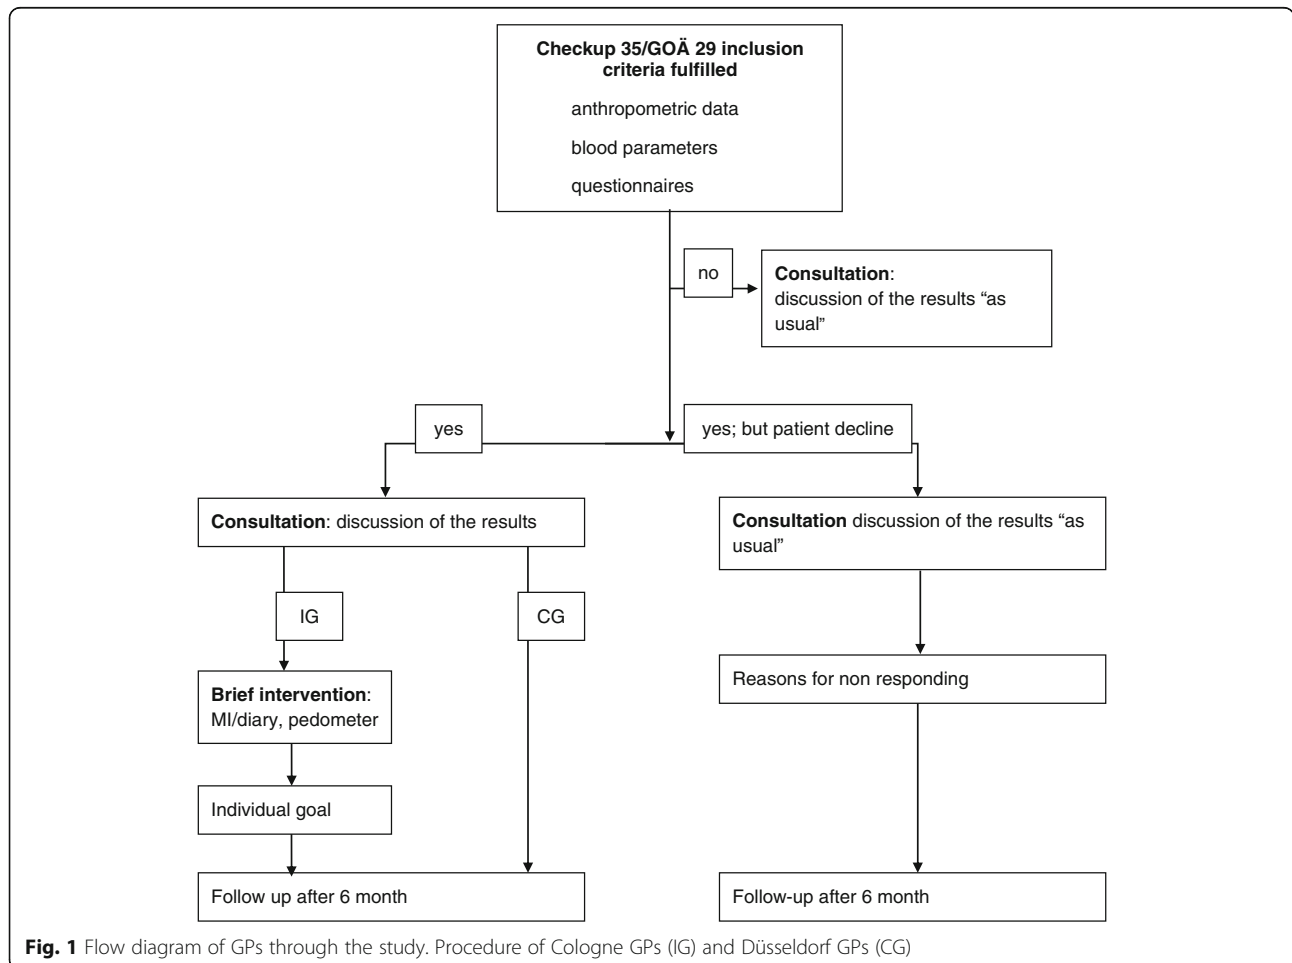 Checkup 35/GOÄ 29 inclusion
criteria fulfilled
anthropometric data
blood parameters
questionnaires
no
Consultation:
discussion of the results “as
usual”
yes
yes; but patient decline
Consultation: discussion of the results
Consultation discussion of the results “as
usual”
IG
CG
Reasons for non responding
Brief intervention:
MI/diary, pedometer
Individual goal
Follow up after 6 month
Follow-up after 6 month
Fig. 1 Flow diagram of GPs through the study. Procedure of Cologne GPs (IG) and Düsseldorf GPs (CG)